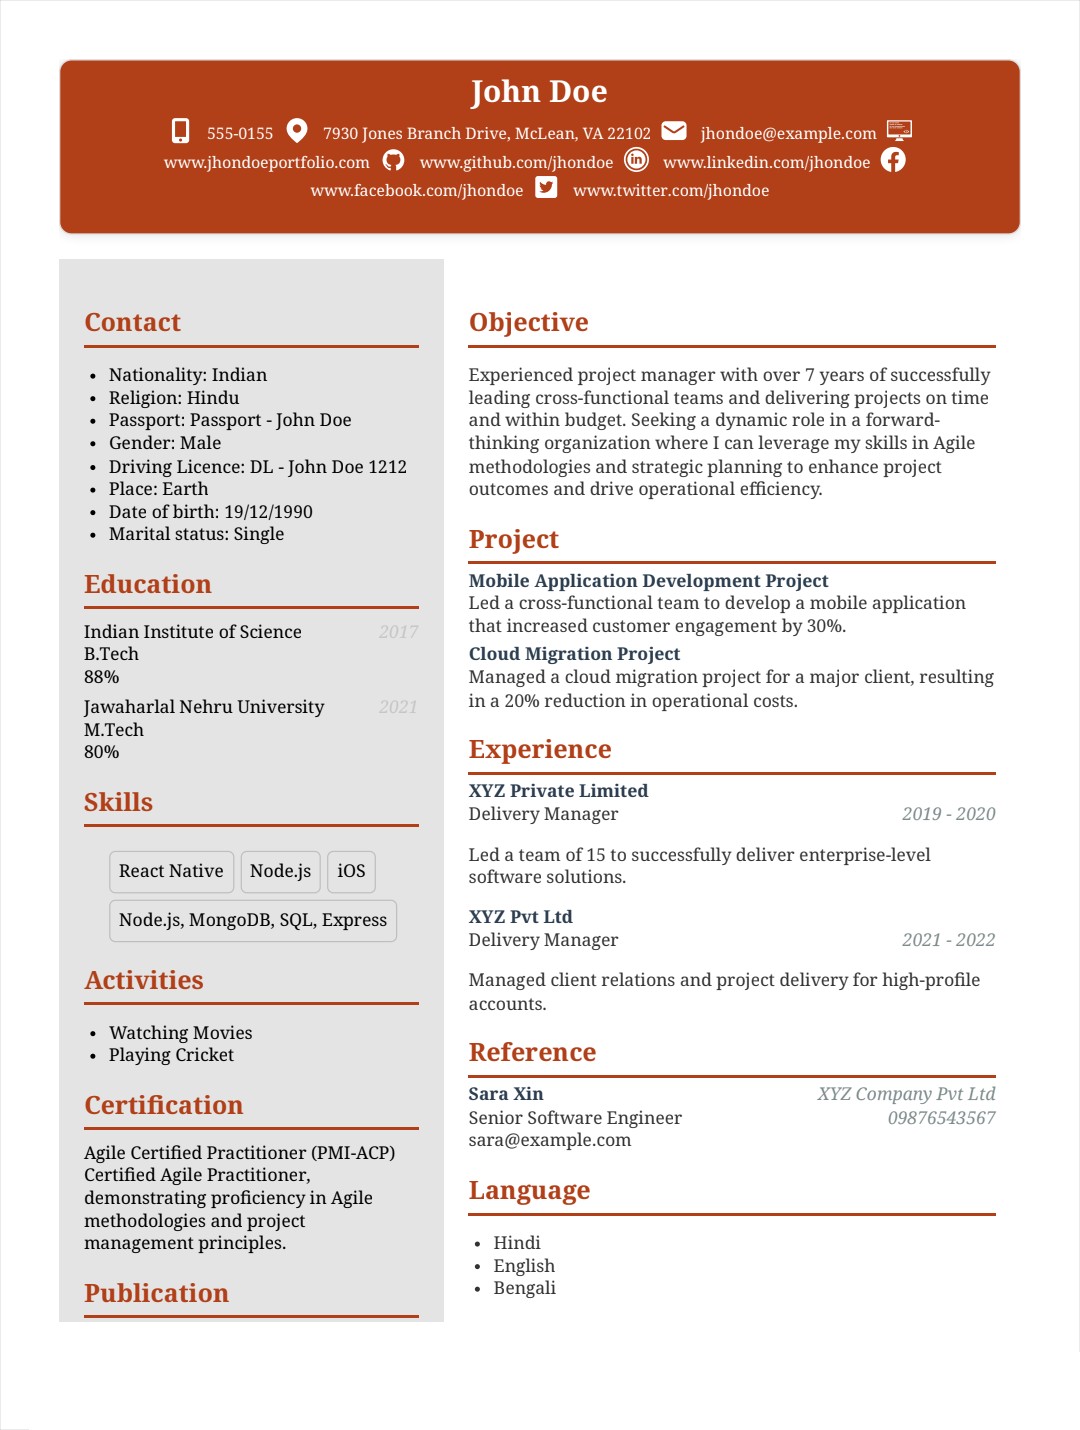 John Doe
555-0155 7930 Jones Branch Drive, McLean, VA 22102 jhondoe@example.com
www.jhondoeportfolio.com www.github.com/jhondoe www.linkedin.com/jhondoe
www.facebook.com/jhondoe www.twitter.com/jhondoe
Contact
• Nationality: Indian
• Religion: Hindu
• Passport: Passport - John Doe
• Gender: Male
• Driving Licence: DL - John Doe 1212
• Place: Earth
• Date of birth: 19/12/1990
• Marital status: Single
Education
Indian Institute of Science 2017
B.Tech
88%
Jawaharlal Nehru University 2021
M.Tech
80%
Skills
React Native Node.js iOS
Node.js, MongoDB, SQL, Express
Activities
• Watching Movies
• Playing Cricket
Certification
Agile Certified Practitioner (PMI-ACP)
Certified Agile Practitioner,
demonstrating proficiency in Agile
methodologies and project
management principles.
Publication
Objective
Experienced project manager with over 7 years of successfully
leading cross-functional teams and delivering projects on time
and within budget. Seeking a dynamic role in a forward-
thinking organization where I can leverage my skills in Agile
methodologies and strategic planning to enhance project
outcomes and drive operational efficiency.
Project
Mobile Application Development Project
Led a cross-functional team to develop a mobile application
that increased customer engagement by 30%.
Cloud Migration Project
Managed a cloud migration project for a major client, resulting
in a 20% reduction in operational costs.
Experience
XYZ Private Limited
Delivery Manager 2019 - 2020
Led a team of 15 to successfully deliver enterprise-level
software solutions.
XYZ Pvt Ltd
Delivery Manager 2021 - 2022
Managed client relations and project delivery for high-profile
accounts.
Reference
Sara Xin XYZ Company Pvt Ltd
Senior Software Engineer 09876543567
sara@example.com
Language
• Hindi
• English
• Bengali